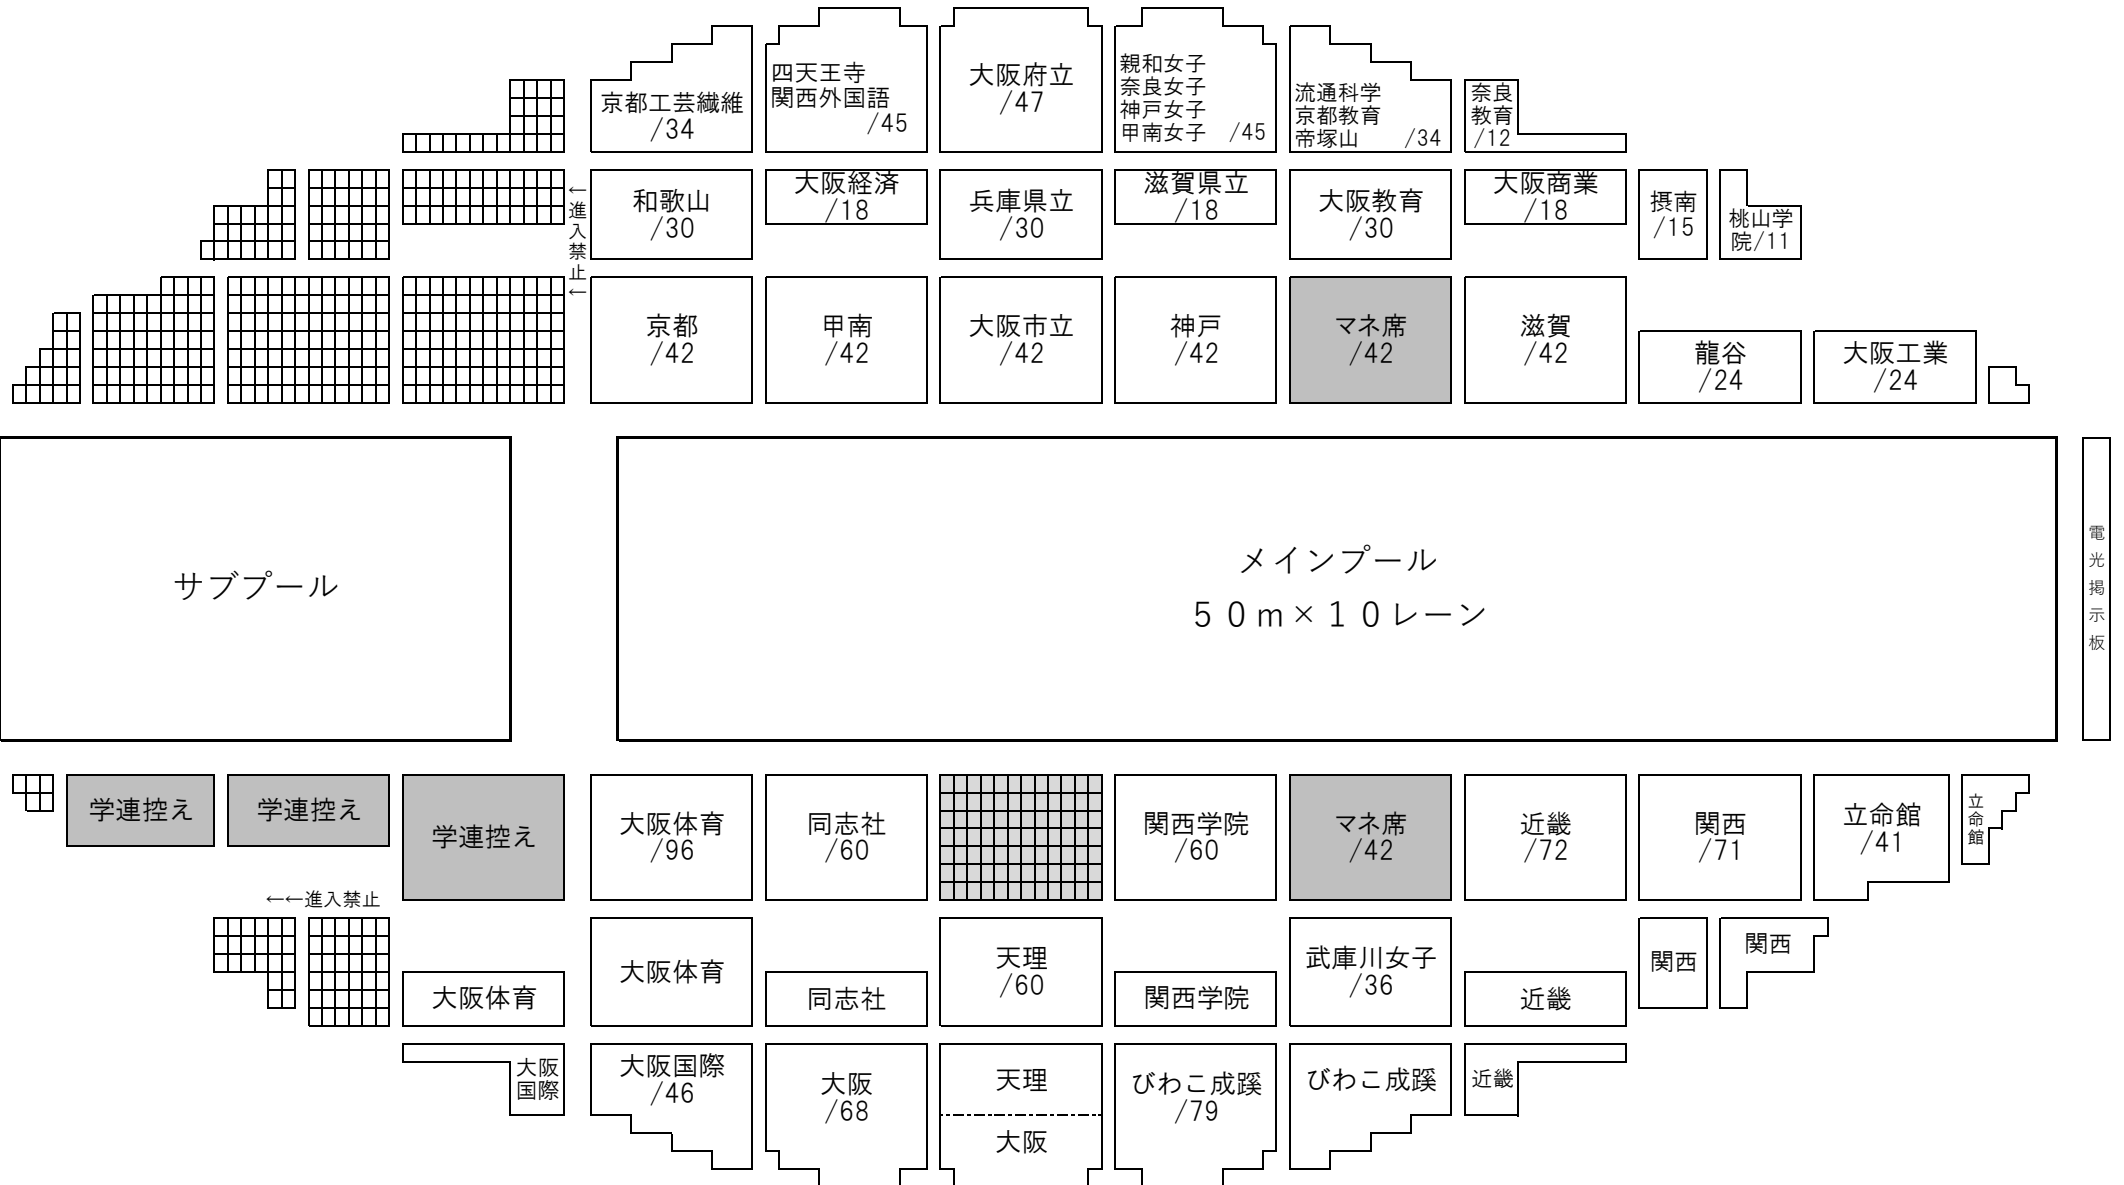 京都工芸繊維
/34
四天王寺
関西外国語
/45
大阪府立
/47
親和女子
奈良女子
神戸女子
甲南女子 /45
流通科学
京都教育
帝塚山 /34
奈良
教育
/12
←進入禁止←
和歌山
/30
大阪経済
/18
兵庫県立
/30
滋賀県立
/18
大阪教育
/30
大阪商業
/18
摂南
/15
桃山学
院/11
京都
/42
甲南
/42
大阪市立
/42
神戸
/42
マネ席
/42
滋賀
/42
龍谷
/24
大阪工業
/24
サブプール
メインプール
５０ｍ×１０レーン
電光掲示板
学連控え
学連控え
学連控え
大阪体育
/96
同志社
/60
関西学院
/60
マネ席
/42
近畿
/72
関西
/71
立命館
/41
立命館
←←進入禁止
大阪体育
大阪体育
同志社
天理
/60
関西学院
武庫川女子
/36
近畿
関西
関西
大阪
国際
大阪国際
/46
大阪
/68
天理
大阪
びわこ成蹊
/79
びわこ成蹊
近畿